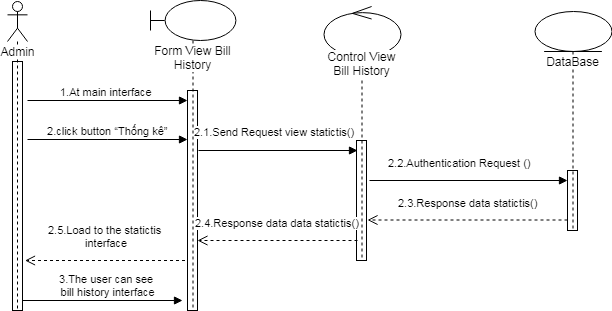 Admin
Form View Bill
History
Control View
Bill History
DataBase
1.At main interface
2.click button “Thống kê”
2.1.Send Request view statictis()
2.2.Authentication Request ()
2.3.Response data statictis()
2.4.Response data data statictis()
2.5.Load to the statictis
interface
3.The user can see
bill history interface